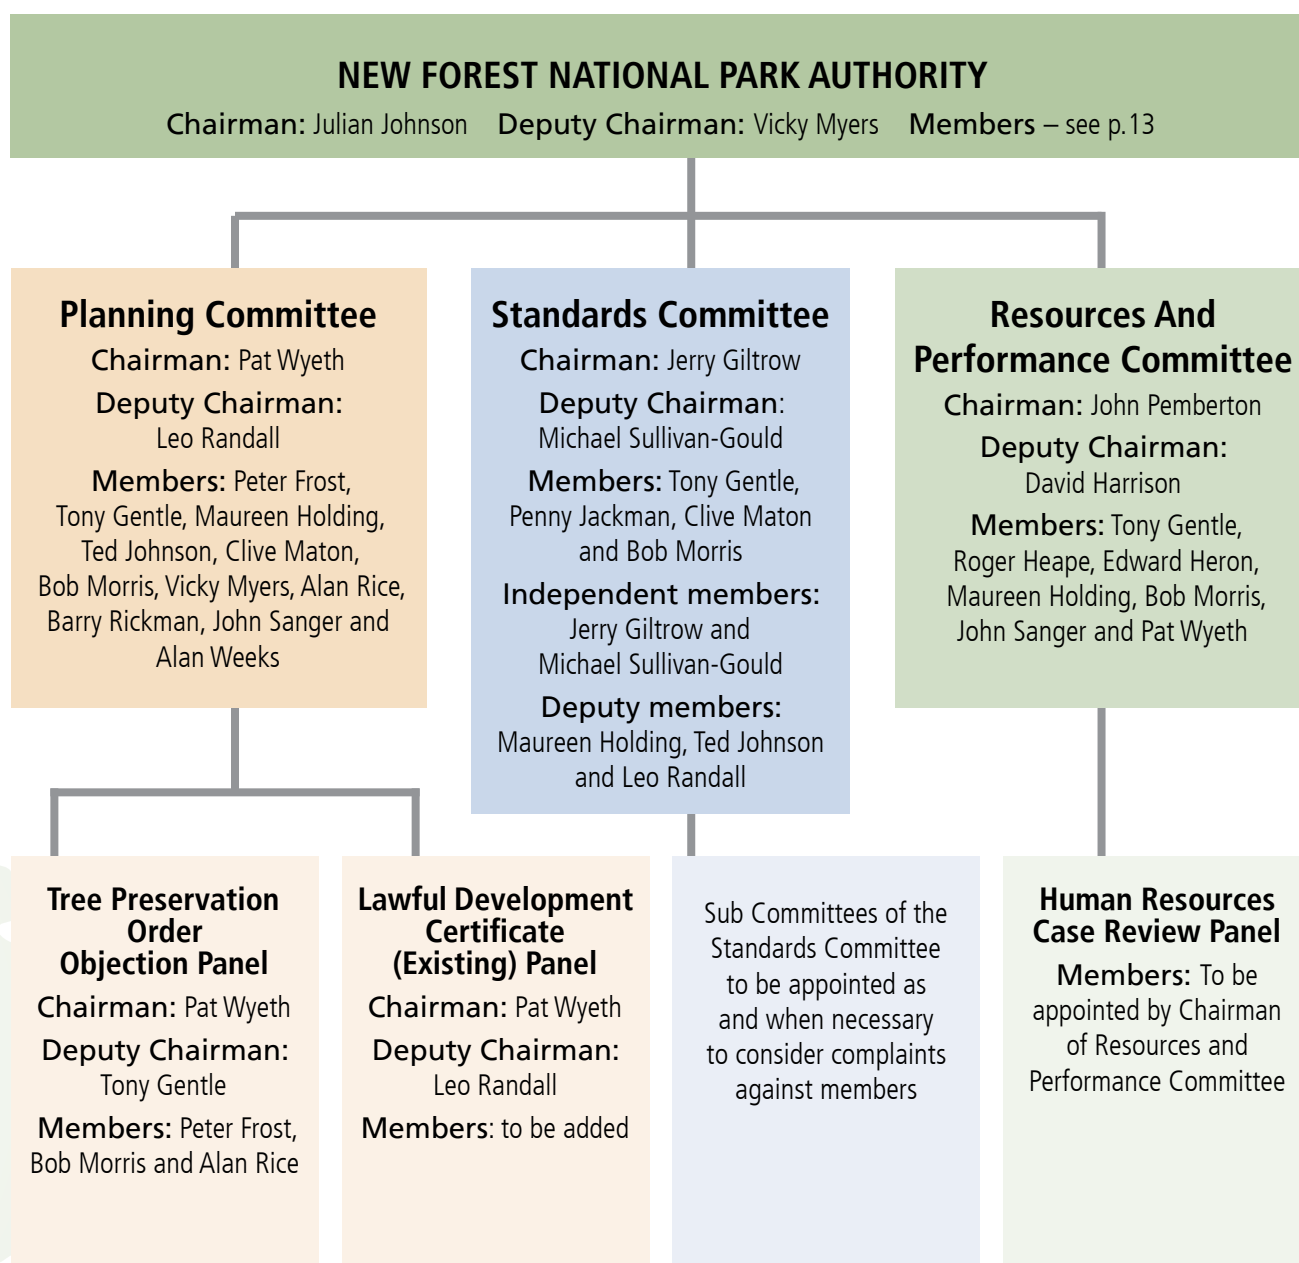 NEW FOREST NATIONAL PARK AUTHORITY
Chairman: Julian Johnson Deputy Chairman: Vicky Myers Members – see p.13
Planning Committee
Chairman: Pat Wyeth
Deputy Chairman:
Leo Randall
Members: Peter Frost,
Tony Gentle, Maureen Holding,
Ted Johnson, Clive Maton,
Bob Morris, Vicky Myers, Alan Rice,
Barry Rickman, John Sanger and
Alan Weeks
Standards Committee
Chairman: Jerry Giltrow
Deputy Chairman:
Michael Sullivan-Gould
Members: Tony Gentle,
Penny Jackman, Clive Maton
and Bob Morris
Independent members:
Jerry Giltrow and
Michael Sullivan-Gould
Deputy members:
Maureen Holding, Ted Johnson
and Leo Randall
Resources And
Performance Committee
Chairman: John Pemberton
Deputy Chairman:
David Harrison
Members: Tony Gentle,
Roger Heape, Edward Heron,
Maureen Holding, Bob Morris,
John Sanger and Pat Wyeth
Tree Preservation
Order
Objection Panel
Chairman: Pat Wyeth
Deputy Chairman:
Tony Gentle
Members: Peter Frost,
Bob Morris and Alan Rice
Lawful Development
Certificate
(Existing) Panel
Chairman: Pat Wyeth
Deputy Chairman:
Leo Randall
Members: to be added
Sub Committees of the
Standards Committee
to be appointed as
and when necessary
to consider complaints
against members
Human Resources
Case Review Panel
Members: To be
appointed by Chairman
of Resources and
Performance Committee